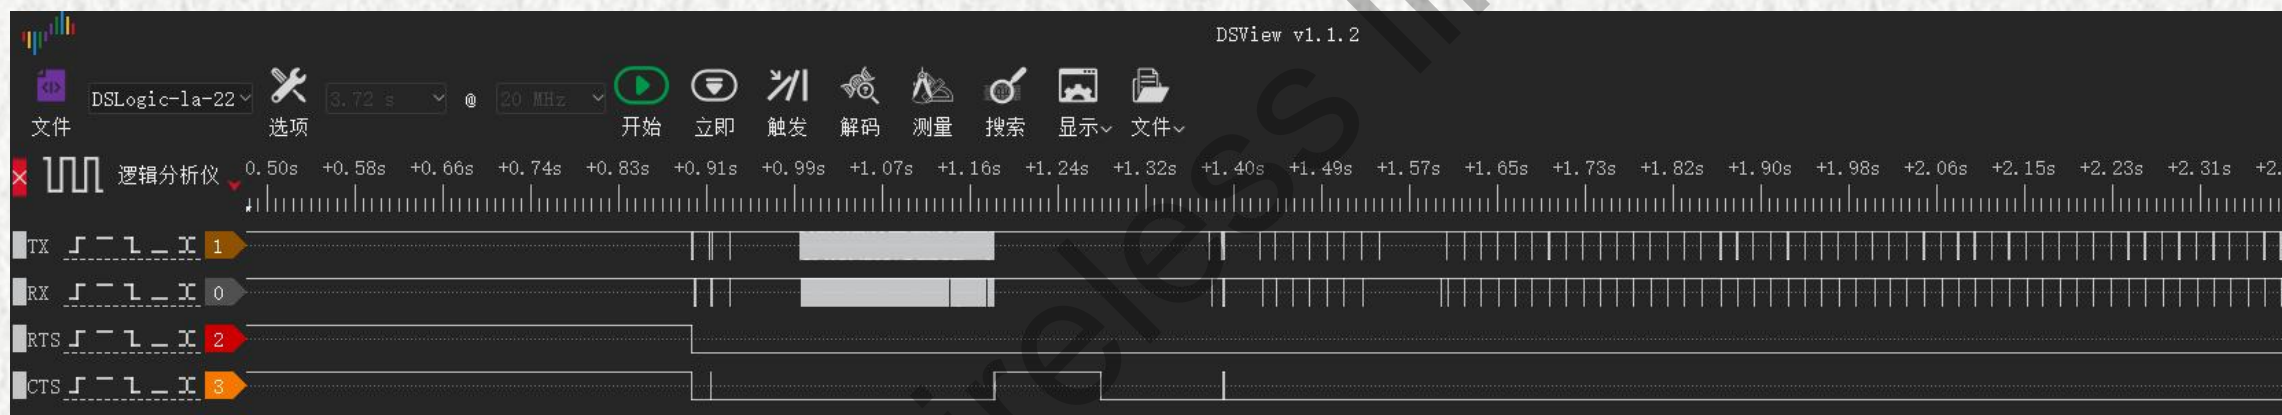 DSView v1.1.2
DSLogic-la-22 3.72 s @ 20 MHz
文件 选项 开始 立即 触发 解码 测量 搜索 显示 文件
逻辑分析仪 0.50s +0.58s +0.66s +0.74s +0.83s +0.91s +0.99s +1.07s +1.16s +1.24s +1.32s +1.40s +1.49s +1.57s +1.65s +1.73s +1.82s +1.90s +1.98s +2.06s +2.15s +2.23s +2.31s +2.
TX 1
RX 0
RTS 2
CTS 3
ireless li